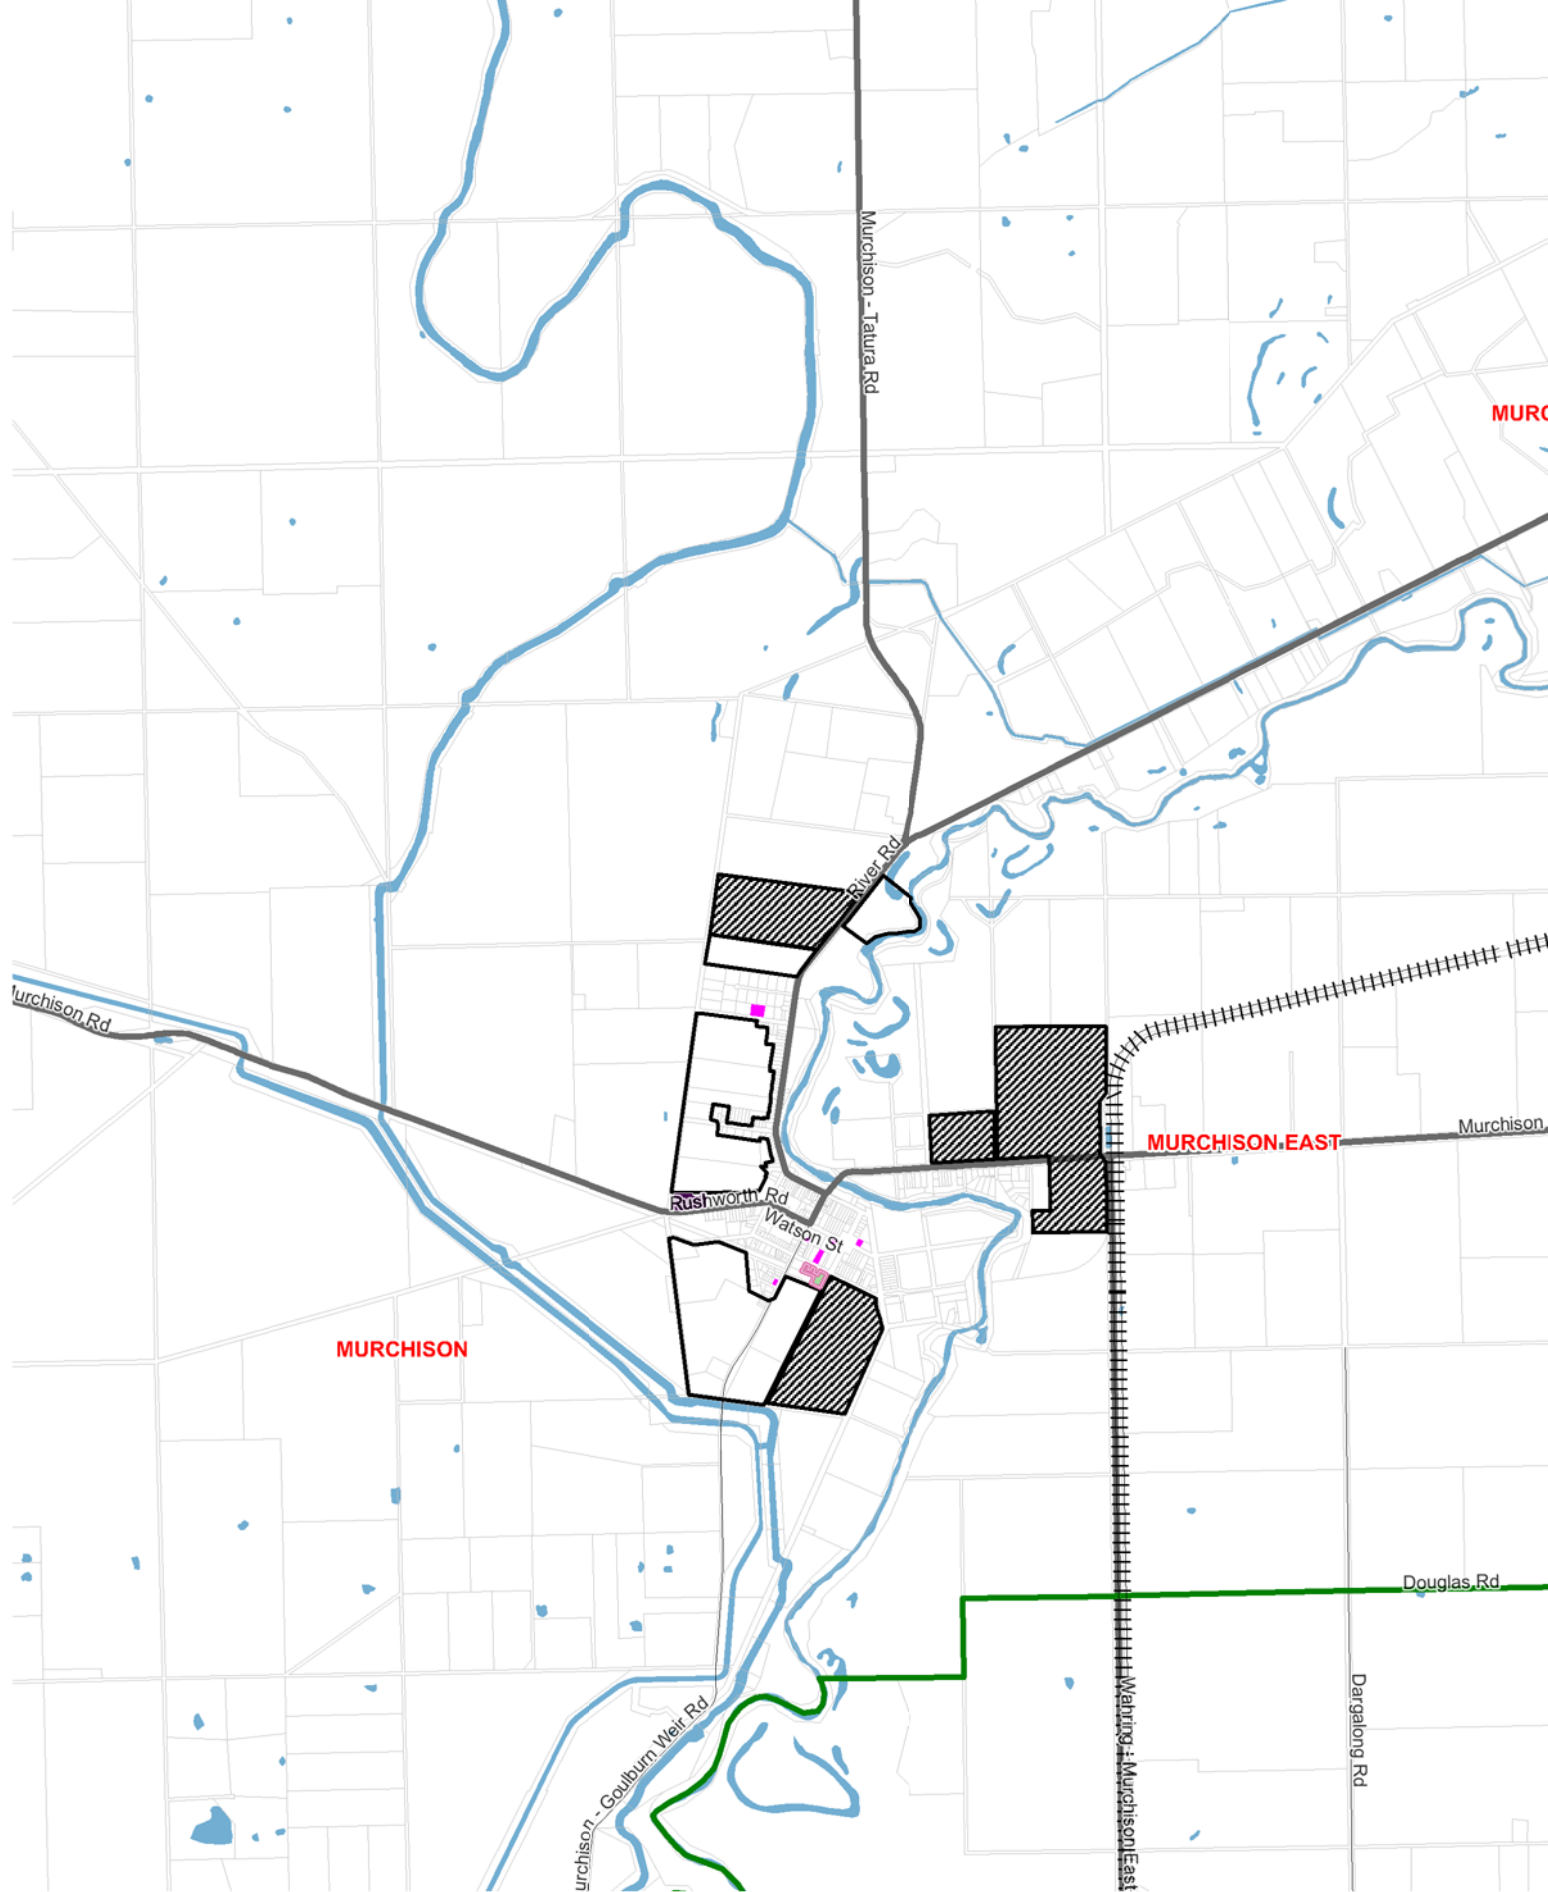 Murchison - Tatura Rd
MURC
River Rd
urchison Rd
Murchison
MURCHISON EAST
Rushworth Rd
Watson St
MURCHISON
Douglas Rd
Dargalong Rd
Wahring - Murchison East
urchison - Goulburn Weir Rd